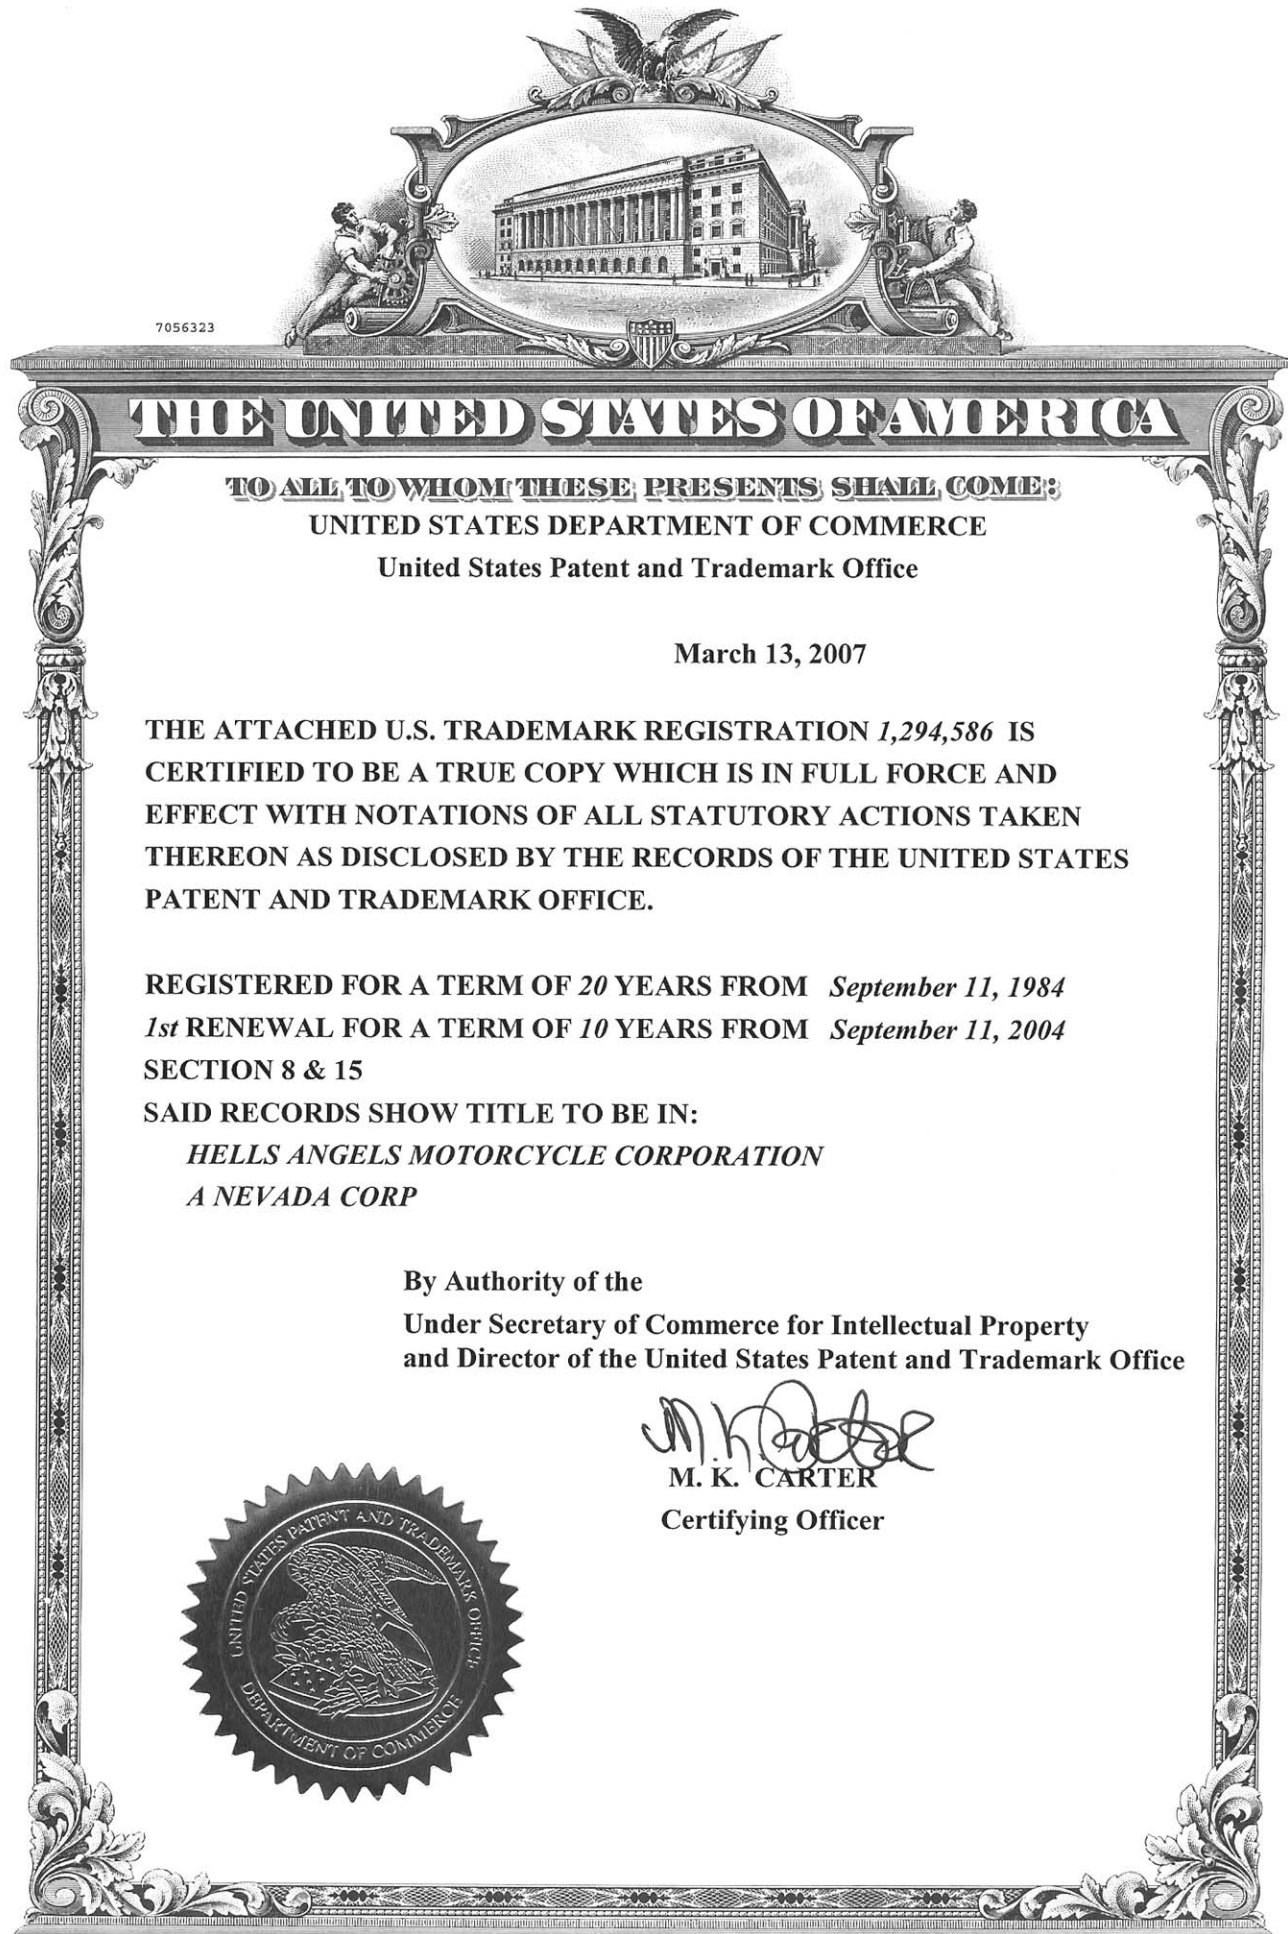 7056323
THE UNITED STATES OF AMERICA
TO ALL TO WHOM THESE PRESENTS SHALL COME:
UNITED STATES DEPARTMENT OF COMMERCE
United States Patent and Trademark Office
March 13, 2007
THE ATTACHED U.S. TRADEMARK REGISTRATION 1,294,586 IS
CERTIFIED TO BE A TRUE COPY WHICH IS IN FULL FORCE AND
EFFECT WITH NOTATIONS OF ALL STATUTORY ACTIONS TAKEN
THEREON AS DISCLOSED BY THE RECORDS OF THE UNITED STATES
PATENT AND TRADEMARK OFFICE.
REGISTERED FOR A TERM OF 20 YEARS FROM September 11, 1984
1st RENEWAL FOR A TERM OF 10 YEARS FROM September 11, 2004
SECTION 8 & 15
SAID RECORDS SHOW TITLE TO BE IN:
HELLS ANGELS MOTORCYCLE CORPORATION
A NEVADA CORP
By Authority of the
Under Secretary of Commerce for Intellectual Property
and Director of the United States Patent and Trademark Office
M. K. Carter
M. K. CARTER
Certifying Officer
UNITED STATES PATENT AND TRADEMARK OFFICE
DEPARTMENT OF COMMERCE